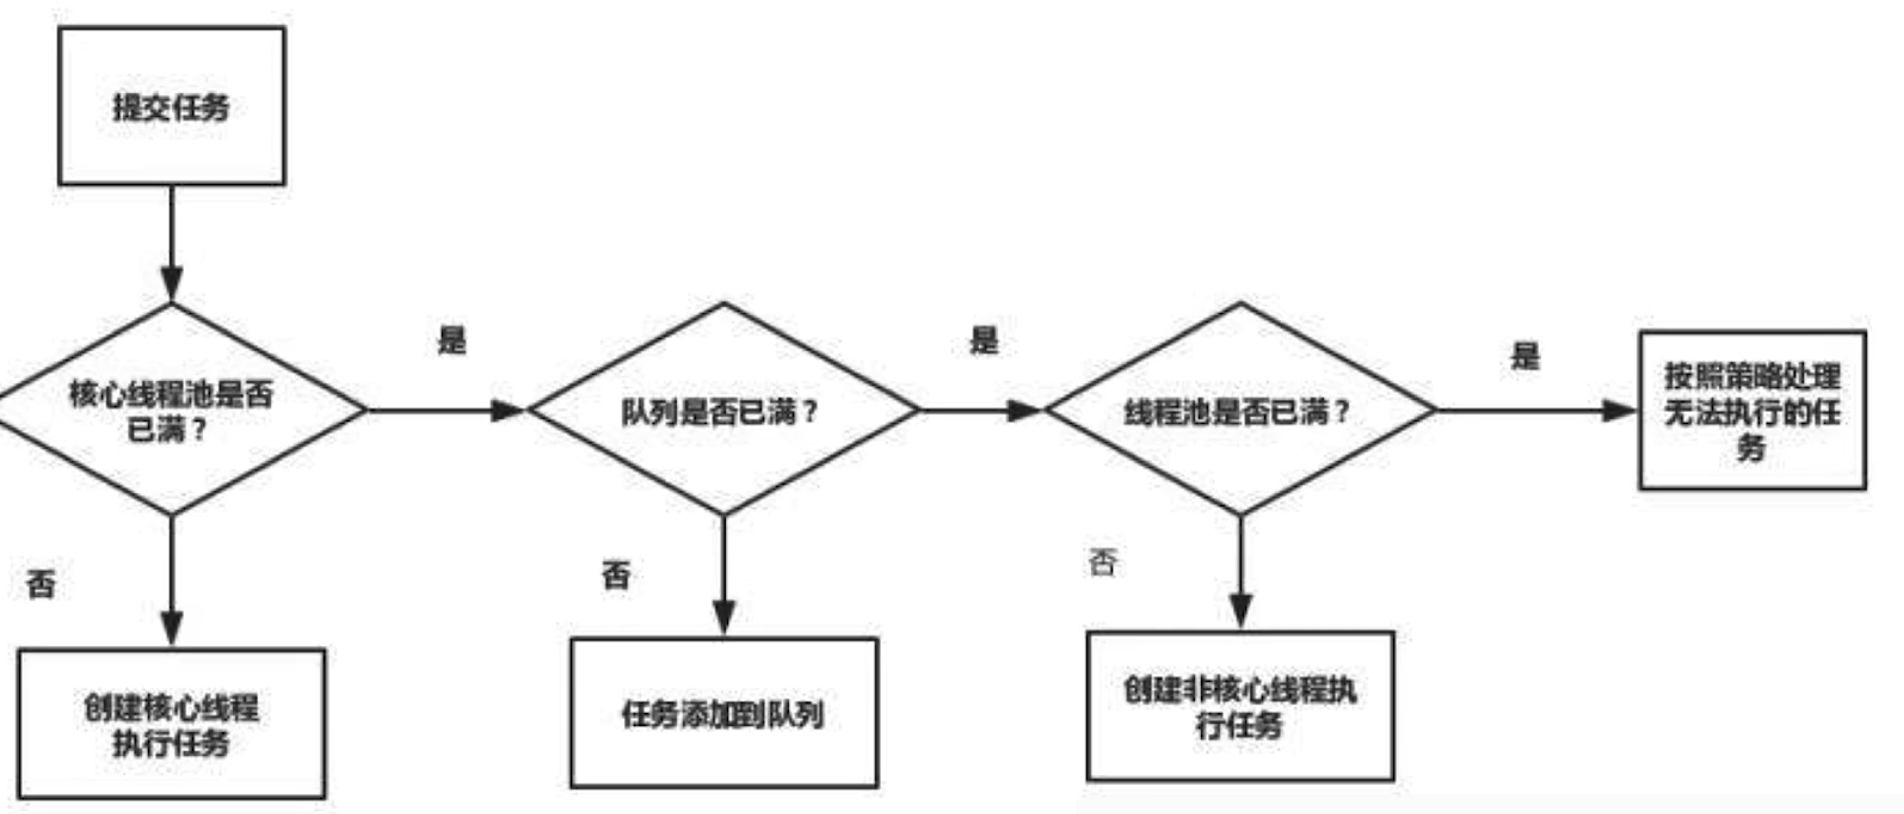 提交任务
是
是
是
核心线程池是否
已满？
队列是否已满？
线程池是否已满？
按照策略处理
无法执行的任
务
否
否
否
创建核心线程
执行任务
任务添加到队列
创建非核心线程执
行任务